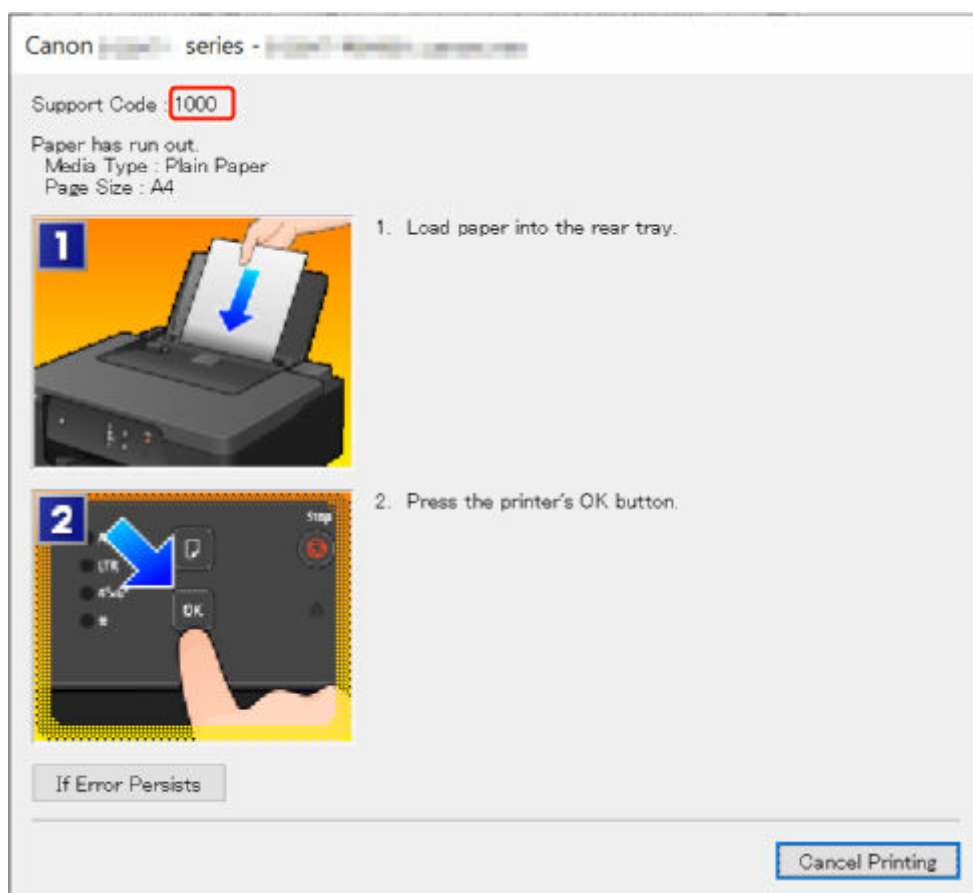 Canon series -
Support Code : 1000
Paper has run out.
Media Type : Plain Paper
Page Size : A4
1
1. Load paper into the rear tray.
2
2. Press the printer's OK button.
Stop
LTR
OK
If Error Persists
Cancel Printing